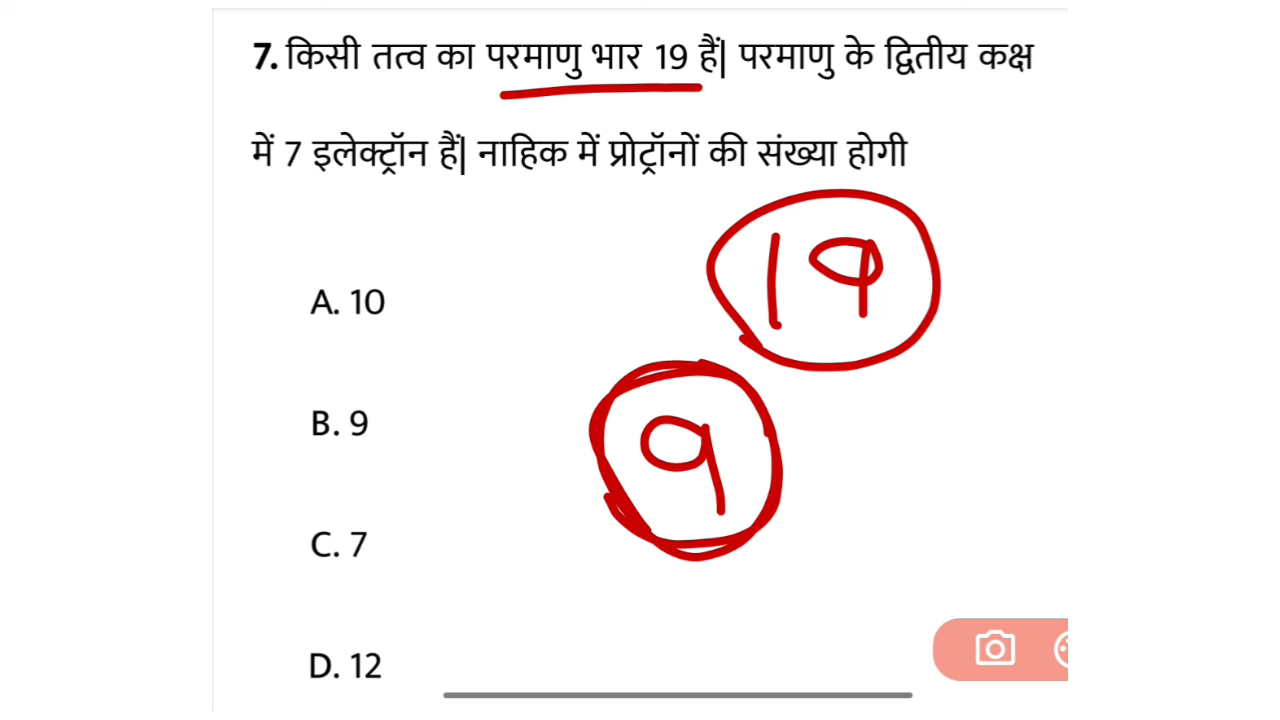 7. किसी तत्व का परमाणु भार 19 हैं| परमाणु के द्वितीय कक्ष
में 7 इलेक्ट्रॉन हैं| नाहिक में प्रोट्रॉनों की संख्या होगी
19
A. 10
B. 9
9
C. 7
D. 12